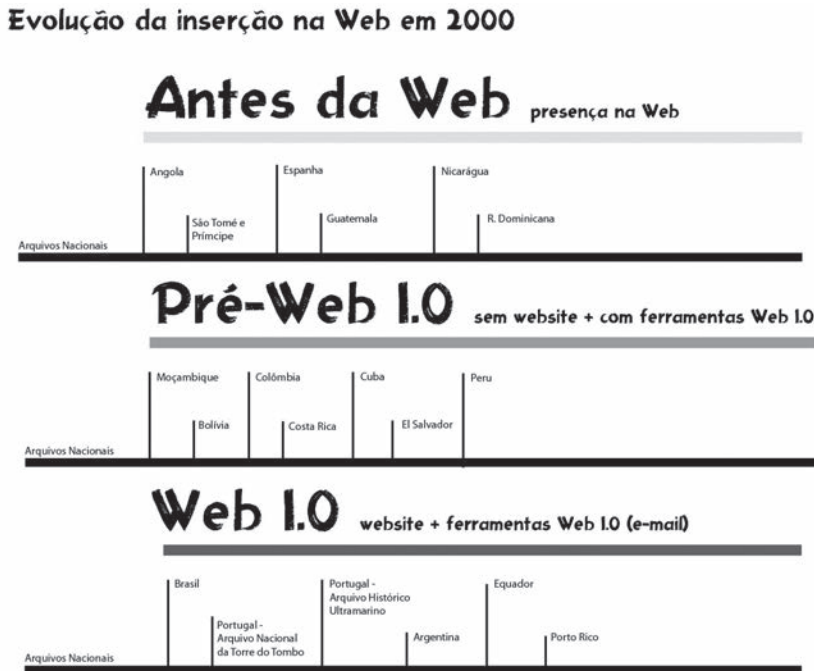 Evolução da inserção na Web em 2000
Antes da Web presença na Web
Angola
Espanha
Nicarágua
São Tomé e
Prímcipe
Guatemala
R. Dominicana
Arquivos Nacionais
Pré-Web 1.0 sem website + com ferramentas Web 1.0
Moçambique
Colômbia
Cuba
Peru
Bolívia
Costa Rica
El Salvador
Arquivos Nacionais
Web 1.0 website + ferramentas Web 1.0 (e-mail)
Brasil
Portugal -
Arquivo Histórico
Ultramarino
Equador
Portugal -
Arquivo Nacional
da Torre do Tombo
Argentina
Porto Rico
Arquivos Nacionais